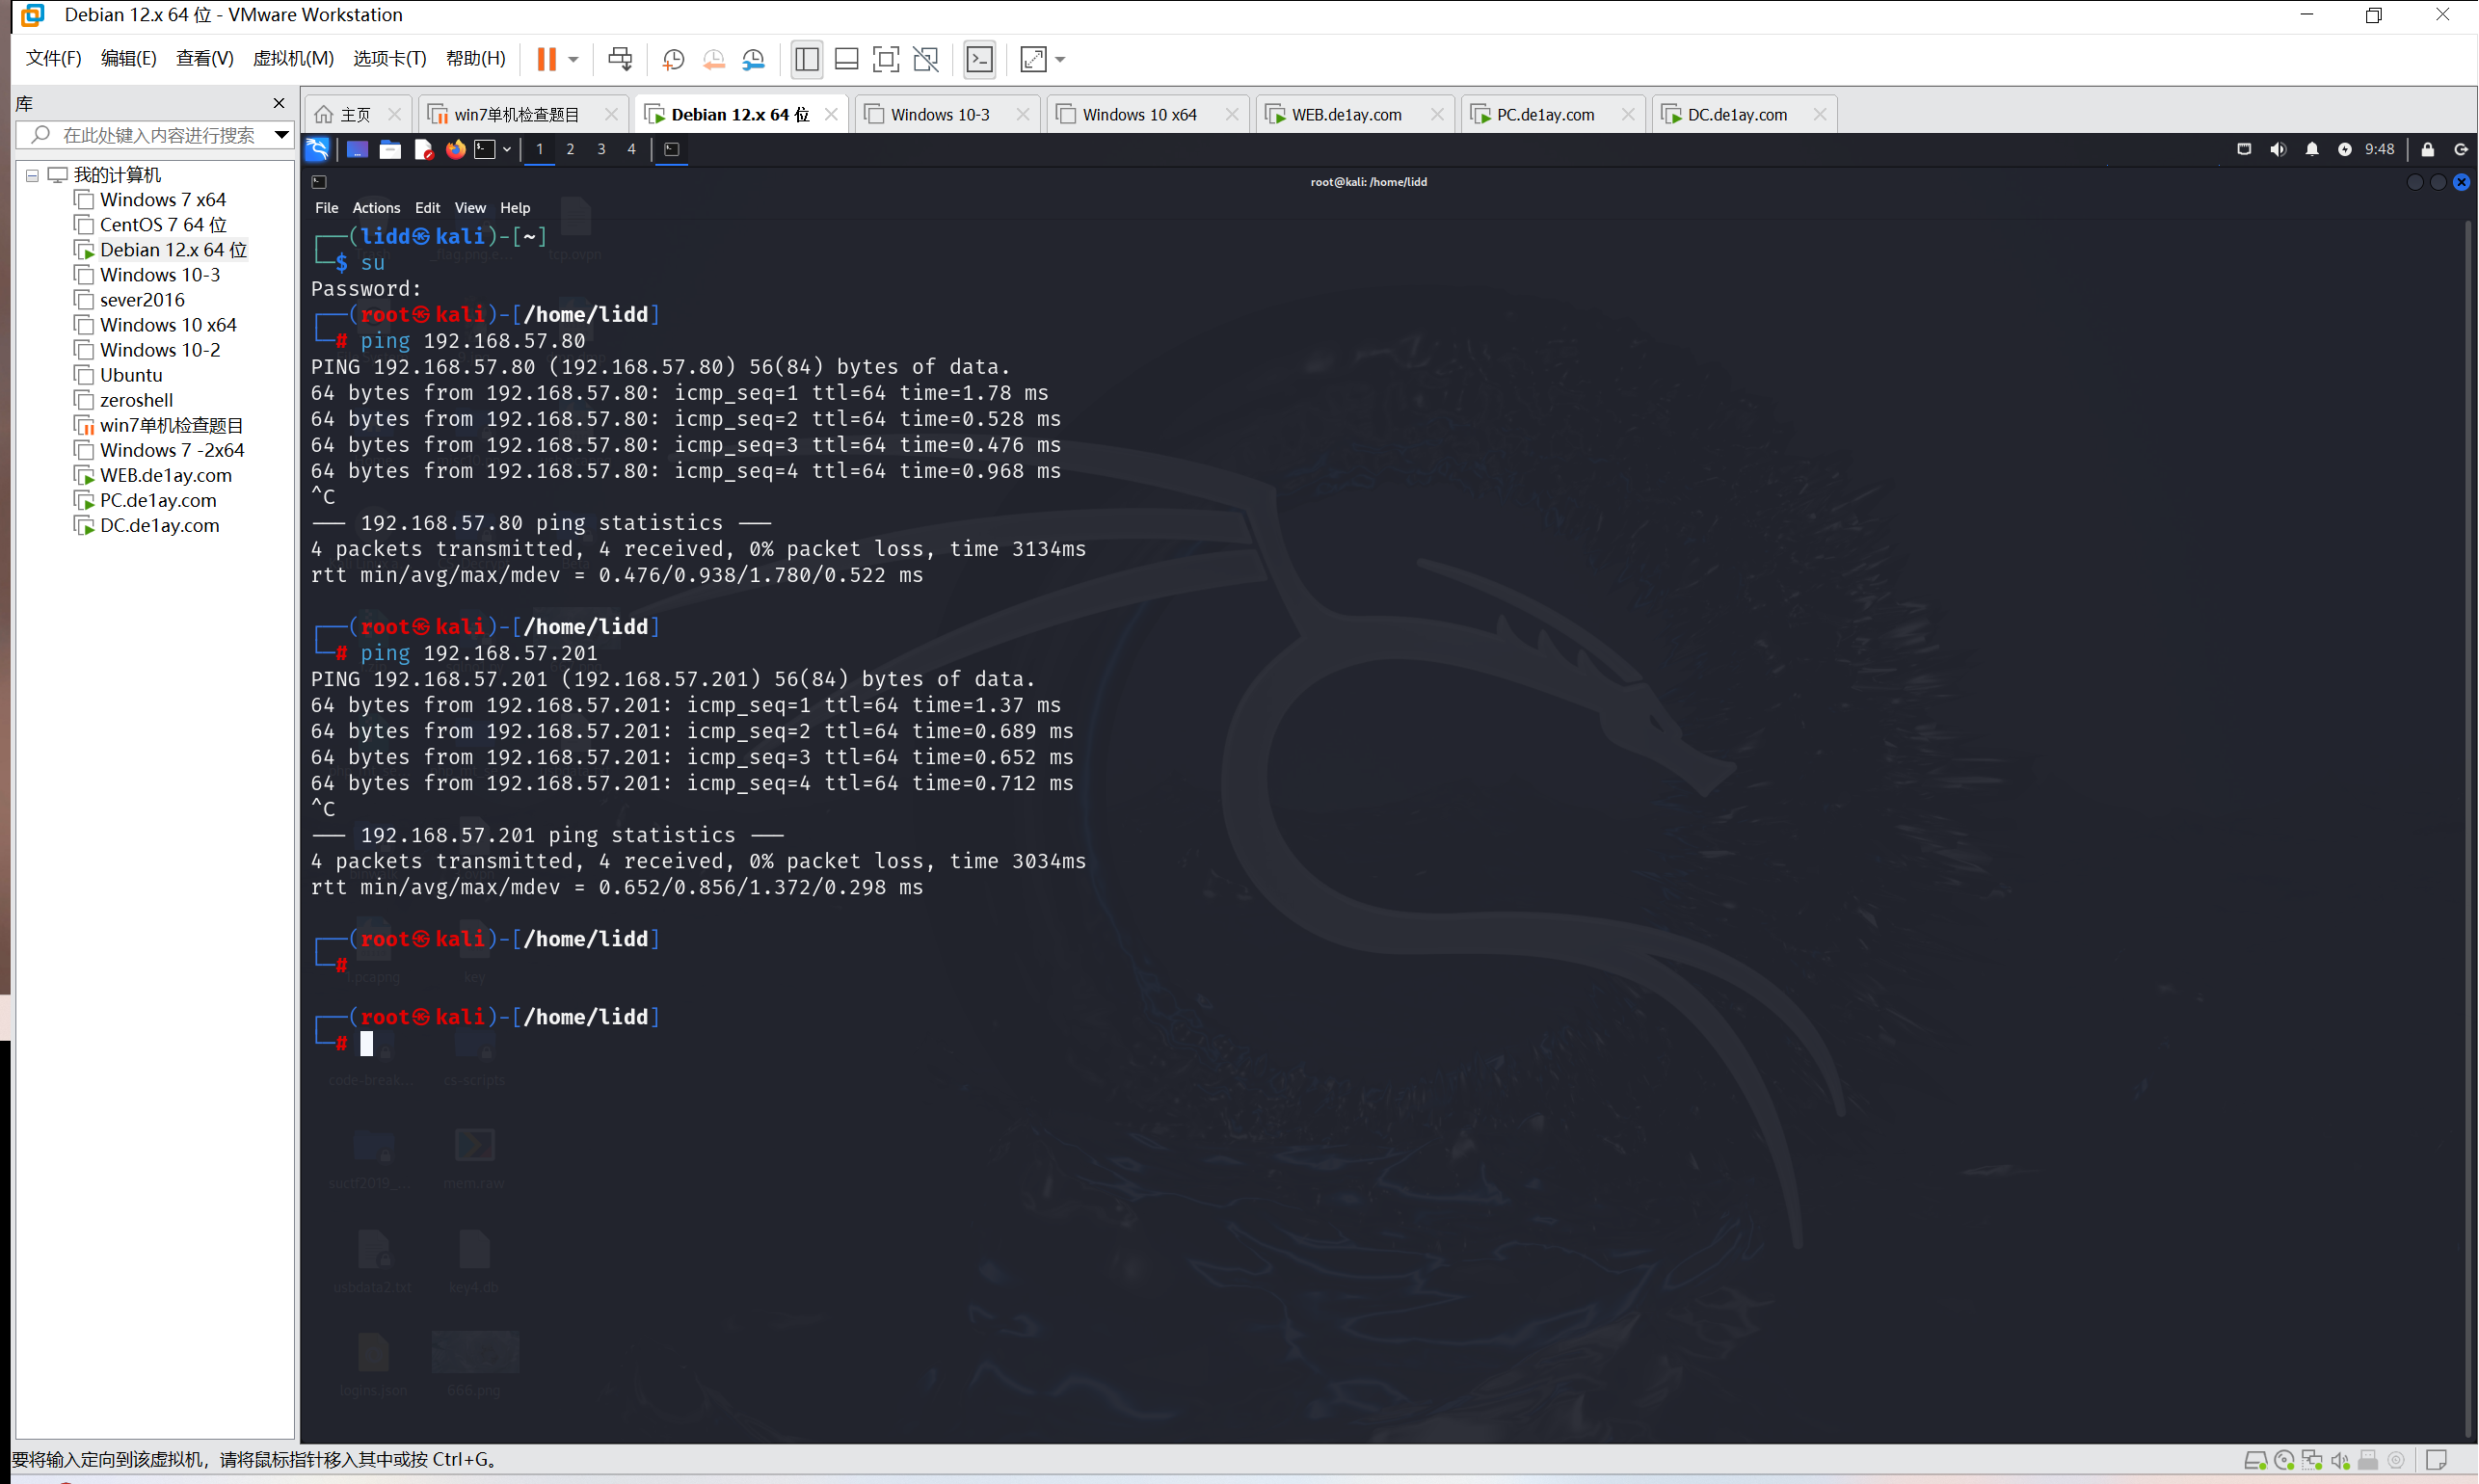 Debian 12.x 64 位 - VMware Workstation
文件(F) 编辑(E) 查看(V) 虚拟机(M) 选项卡(T) 帮助(H)
库
在此处键入内容进行搜索
我的计算机
Windows 7 x64
CentOS 7 64 位
Debian 12.x 64 位
Windows 10-3
sever2016
Windows 10 x64
Windows 10-2
Ubuntu
zeroshell
win7单机检查题目
Windows 7 -2x64
WEB.de1ay.com
PC.de1ay.com
DC.de1ay.com
主页 win7单机检查题目 Debian 12.x 64 位 Windows 10-3 Windows 10 x64 WEB.de1ay.com PC.de1ay.com DC.de1ay.com
1 2 3 4 9:48
root@kali: /home/lidd
File Actions Edit View Help
┌──(lidd㉿kali)-[~]
└─$ su
Password:
┌──(root㉿kali)-[/home/lidd]
└─# ping 192.168.57.80
PING 192.168.57.80 (192.168.57.80) 56(84) bytes of data.
64 bytes from 192.168.57.80: icmp_seq=1 ttl=64 time=1.78 ms
64 bytes from 192.168.57.80: icmp_seq=2 ttl=64 time=0.528 ms
64 bytes from 192.168.57.80: icmp_seq=3 ttl=64 time=0.476 ms
64 bytes from 192.168.57.80: icmp_seq=4 ttl=64 time=0.968 ms
^C
--- 192.168.57.80 ping statistics ---
4 packets transmitted, 4 received, 0% packet loss, time 3134ms
rtt min/avg/max/mdev = 0.476/0.938/1.780/0.522 ms
┌──(root㉿kali)-[/home/lidd]
└─# ping 192.168.57.201
PING 192.168.57.201 (192.168.57.201) 56(84) bytes of data.
64 bytes from 192.168.57.201: icmp_seq=1 ttl=64 time=1.37 ms
64 bytes from 192.168.57.201: icmp_seq=2 ttl=64 time=0.689 ms
64 bytes from 192.168.57.201: icmp_seq=3 ttl=64 time=0.652 ms
64 bytes from 192.168.57.201: icmp_seq=4 ttl=64 time=0.712 ms
^C
--- 192.168.57.201 ping statistics ---
4 packets transmitted, 4 received, 0% packet loss, time 3034ms
rtt min/avg/max/mdev = 0.652/0.856/1.372/0.298 ms
┌──(root㉿kali)-[/home/lidd]
└─#
key
┌──(root㉿kali)-[/home/lidd]
└─#
code-break... cs-scripts
suctf2019_... mem.raw
usbdata2.txt key4.db
logins.json 666.png
要将输入定向到该虚拟机，请将鼠标指针移入其中或按 Ctrl+G。